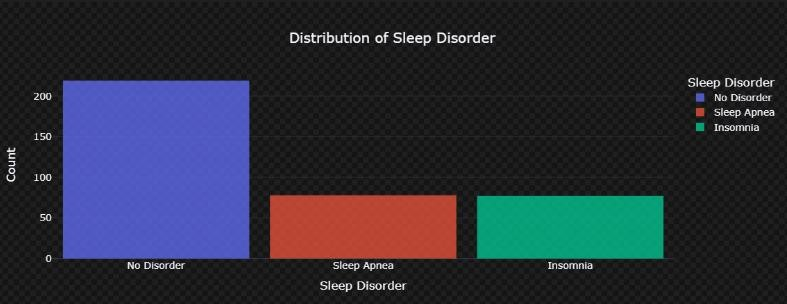 Distribution of Sleep Disorder
Sleep Disorder
No Disorder
Sleep Apnea
Insomnia
Count
200
150
100
50
0
No Disorder Sleep Apnea Insomnia
Sleep Disorder